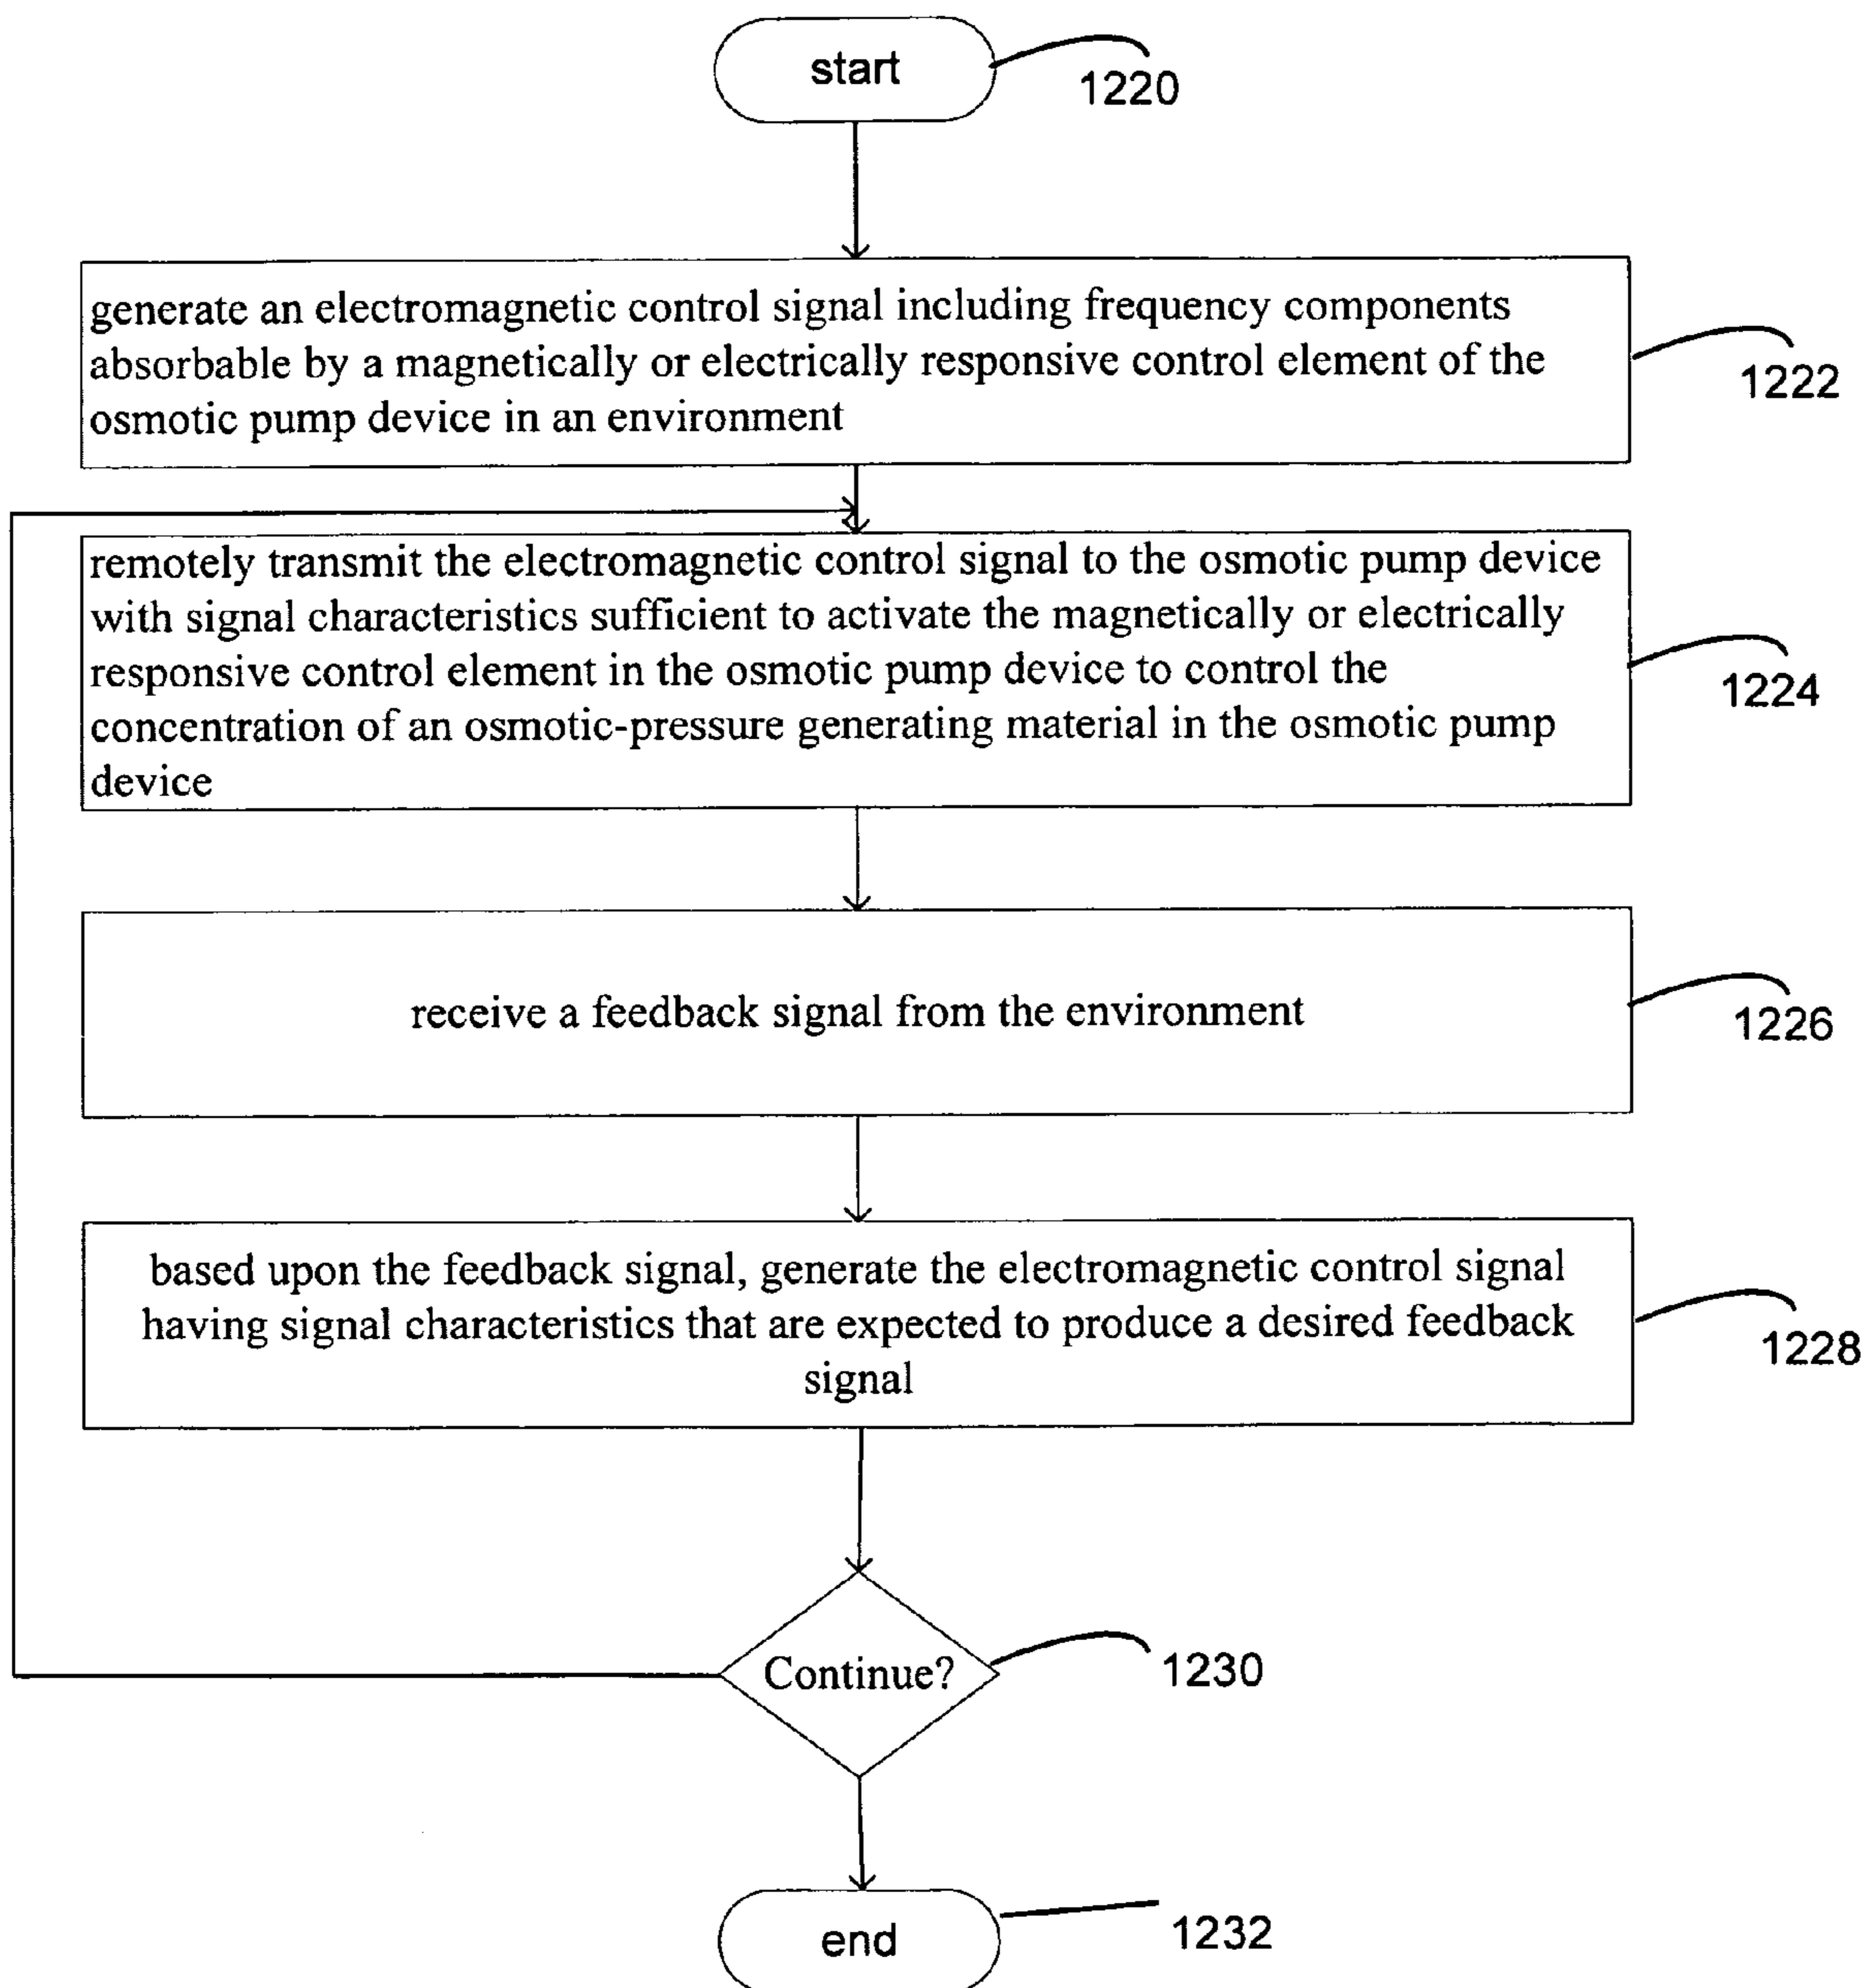 start
1220
generate an electromagnetic control signal including frequency components
absorbable by a magnetically or electrically responsive control element of the
osmotic pump device in an environment
1222
remotely transmit the electromagnetic control signal to the osmotic pump device
with signal characteristics sufficient to activate the magnetically or electrically
responsive control element in the osmotic pump device to control the
concentration of an osmotic-pressure generating material in the osmotic pump
device
1224
receive a feedback signal from the environment
1226
based upon the feedback signal, generate the electromagnetic control signal
having signal characteristics that are expected to produce a desired feedback
signal
1228
Continue?
1230
end
1232